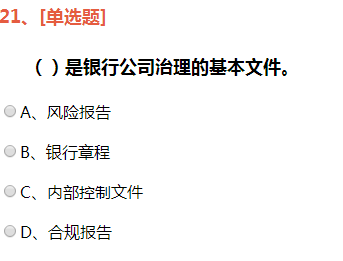 21、[单选题]
（ ）是银行公司治理的基本文件。
A、风险报告
B、银行章程
C、内部控制文件
D、合规报告